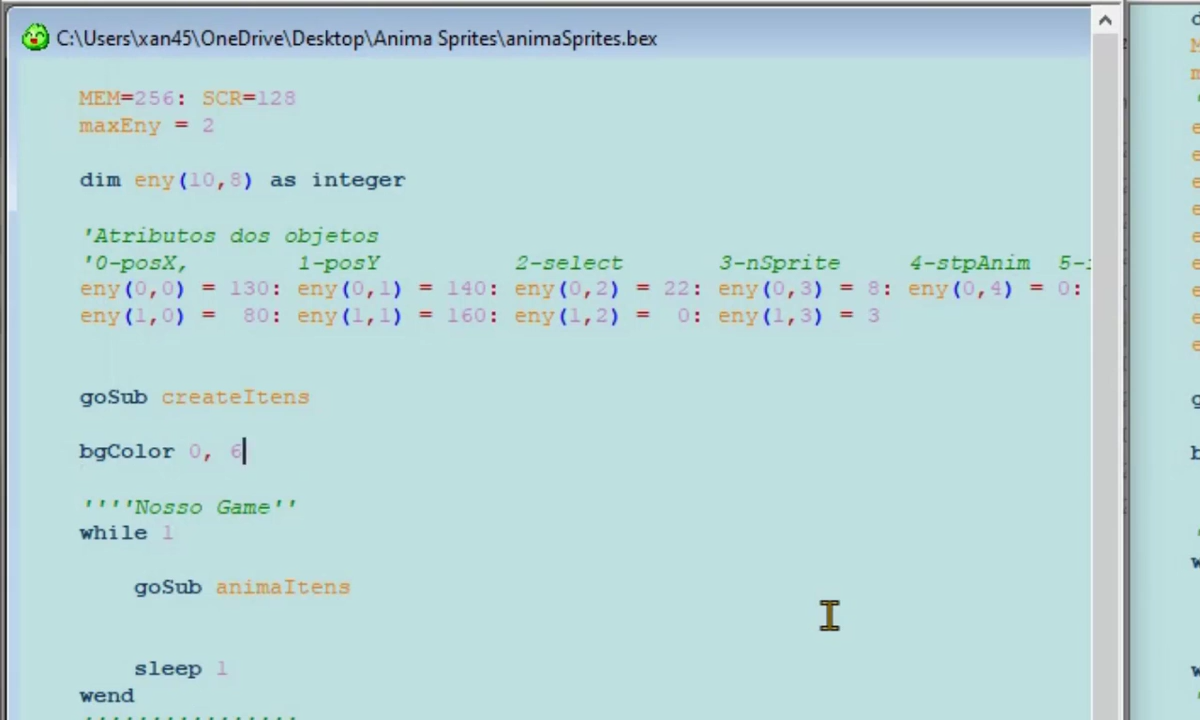 C:\Users\xan45\OneDrive\Desktop\Anima Sprites\animaSprites.bex
MEM=256: SCR=128
maxEny = 2
dim eny(10,8) as integer
'Atributos dos objetos
'0-posX, 1-posY 2-select 3-nSprite 4-stpAnim 5-
eny(0,0) = 130: eny(0,1) = 140: eny(0,2) = 22: eny(0,3) = 8: eny(0,4) = 0:
eny(1,0) = 80: eny(1,1) = 160: eny(1,2) = 0: eny(1,3) = 3
goSub createItens
bgColor 0, 6
''''Nosso Game''
while 1
goSub animaItens
sleep 1
wend
''''''''''''''''